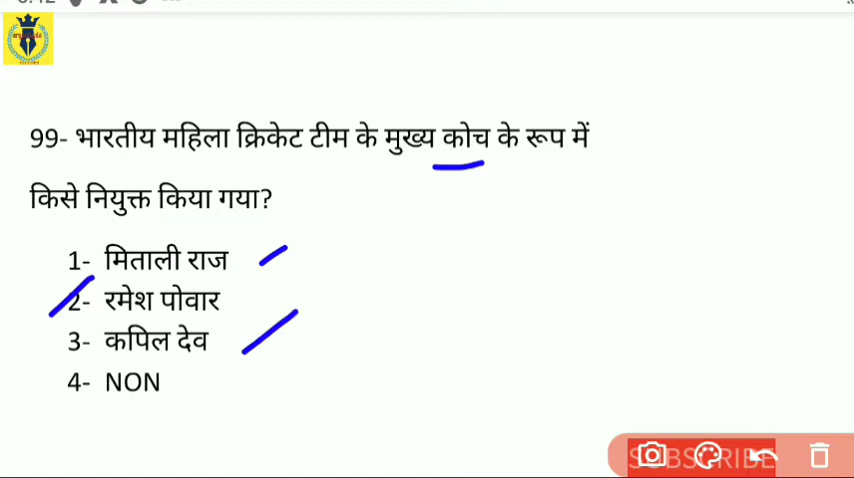 99- भारतीय महिला क्रिकेट टीम के मुख्य कोच के रूप में
किसे नियुक्त किया गया?
1- मिताली राज
2- रमेश पोवार
3- कपिल देव
4- NON
SUBSCRIBE